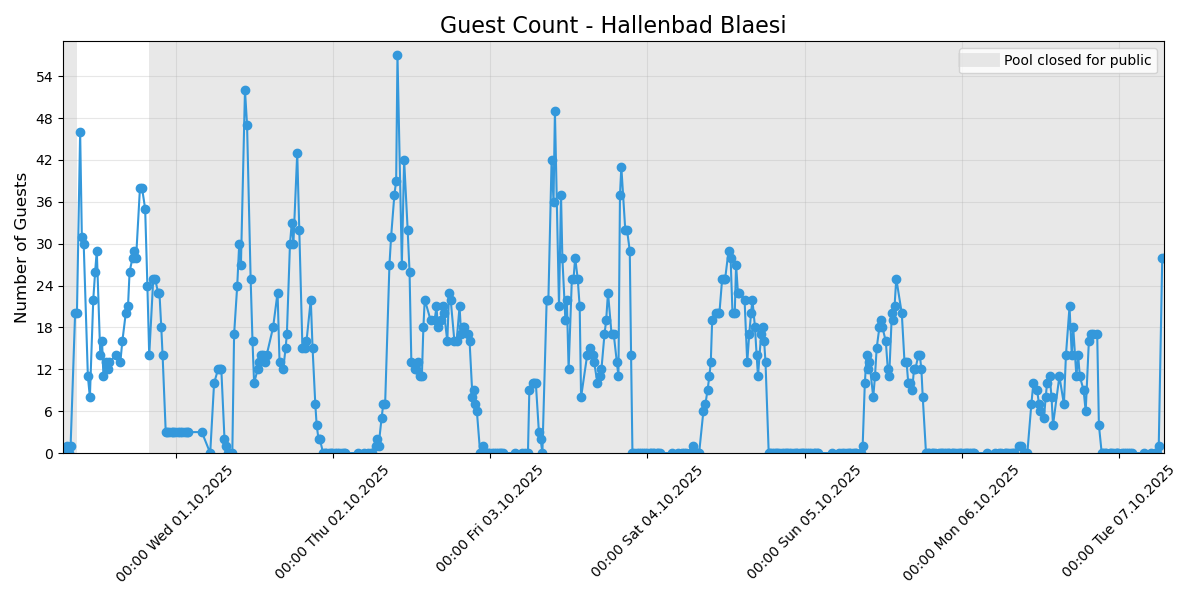 Guest Count - Hallenbad Blaesi
Pool closed for public
Number of Guests
54
48
42
36
30
24
18
12
6
0
00:00 Wed 01.10.2025
00:00 Thu 02.10.2025
00:00 Fri 03.10.2025
00:00 Sat 04.10.2025
00:00 Sun 05.10.2025
00:00 Mon 06.10.2025
00:00 Tue 07.10.2025